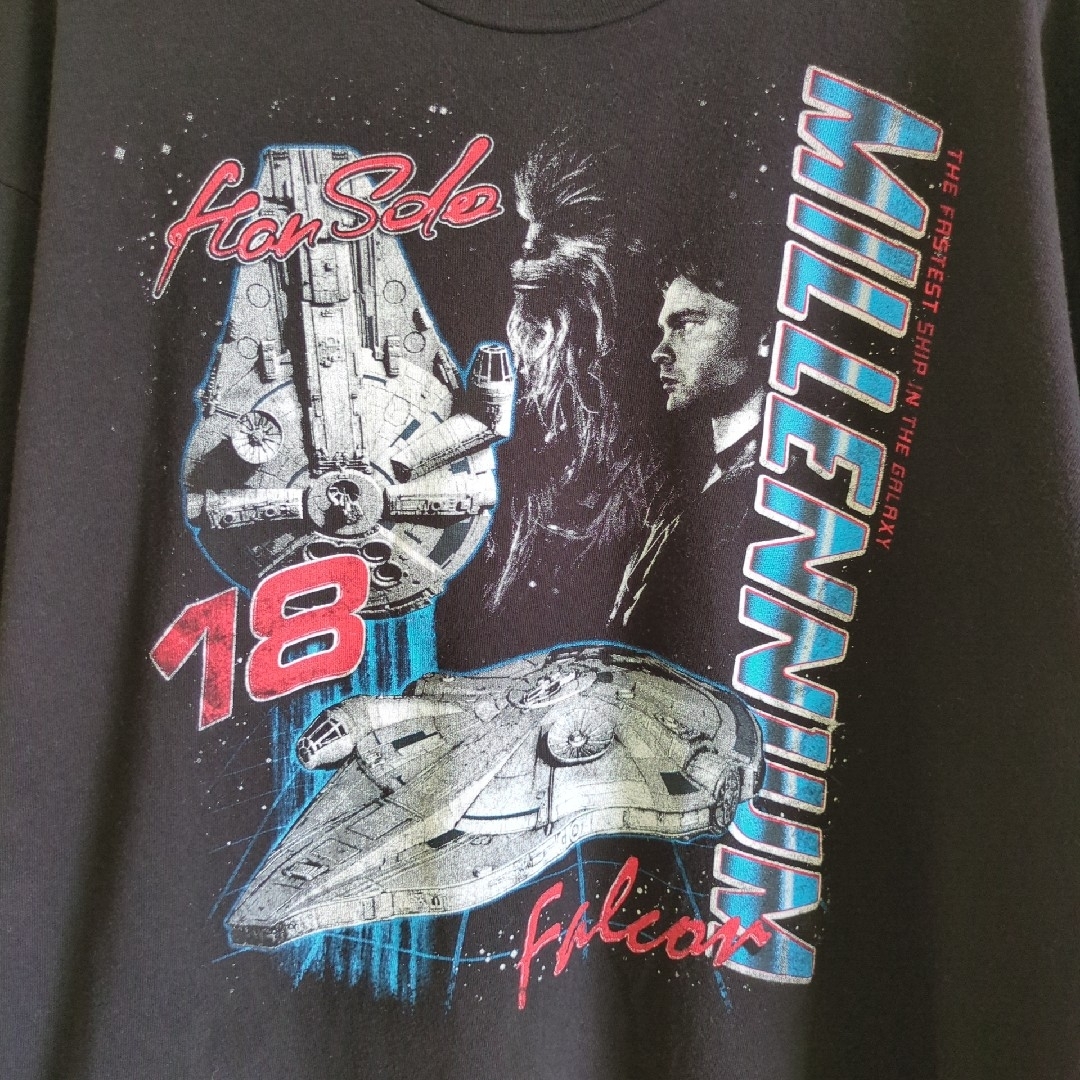 Han Solo
MILLENNIUM
THE FASTEST SHIP IN THE GALAXY
18
Falcon